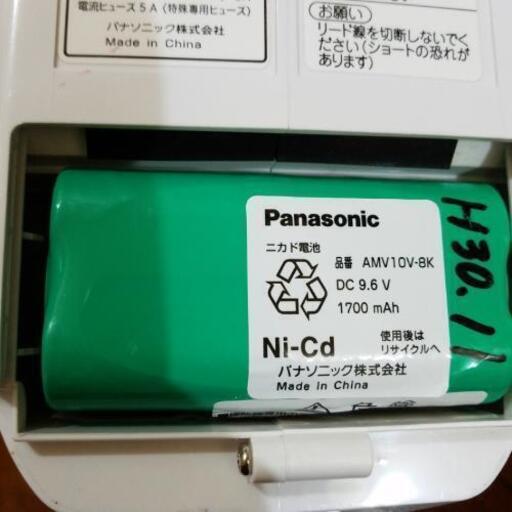 電流ヒューズ5A(特殊専用ヒューズ)
パナソニック株式会社
Made in China
お願い
リード線を切断しないでく
ださい(ショートの恐れが
あります)
Panasonic
ニカド電池
品番 AMV10V-8K
DC 9.6 V
1700 mAh
Ni-Cd
使用後は
リサイクルへ
パナソニック株式会社
Made in China
H30.11